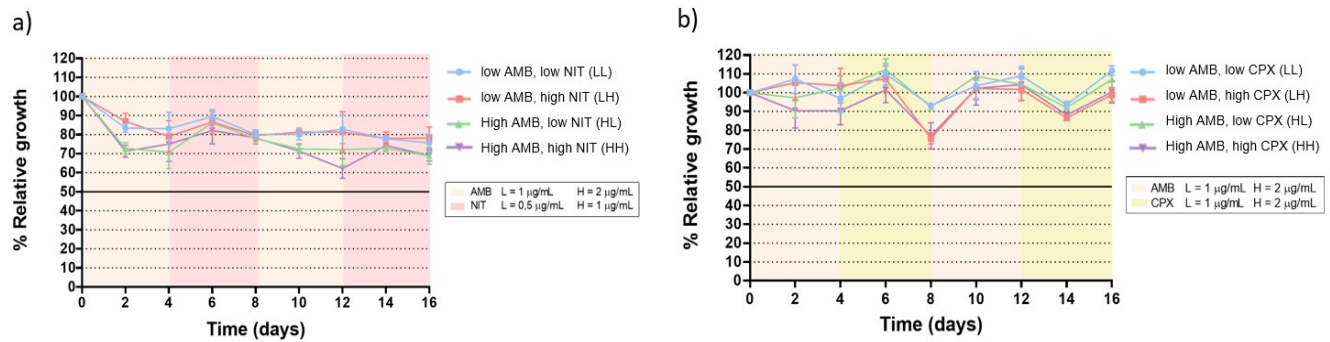 a)
% Relative growth
120
110
100
90
80
70
60
50
40
30
20
10
0
0 2 4 6 8 10 12 14 16
Time (days)
low AMB, low NIT (LL)
low AMB, high NIT (LH)
High AMB, low NIT (HL)
High AMB, high NIT (HH)
AMB L = 1 µg/mL H = 2 µg/mL
NIT L = 0,5 µg/mL H = 1 µg/mL
b)
% Relative growth
120
110
100
90
80
70
60
50
40
30
20
10
0
0 2 4 6 8 10 12 14 16
Time (days)
low AMB, low CPX (LL)
low AMB, high CPX (LH)
High AMB, low CPX (HL)
High AMB, high CPX (HH)
AMB L = 1 µg/mL H = 2 µg/mL
CPX L = 1 µg/mL H = 2 µg/mL